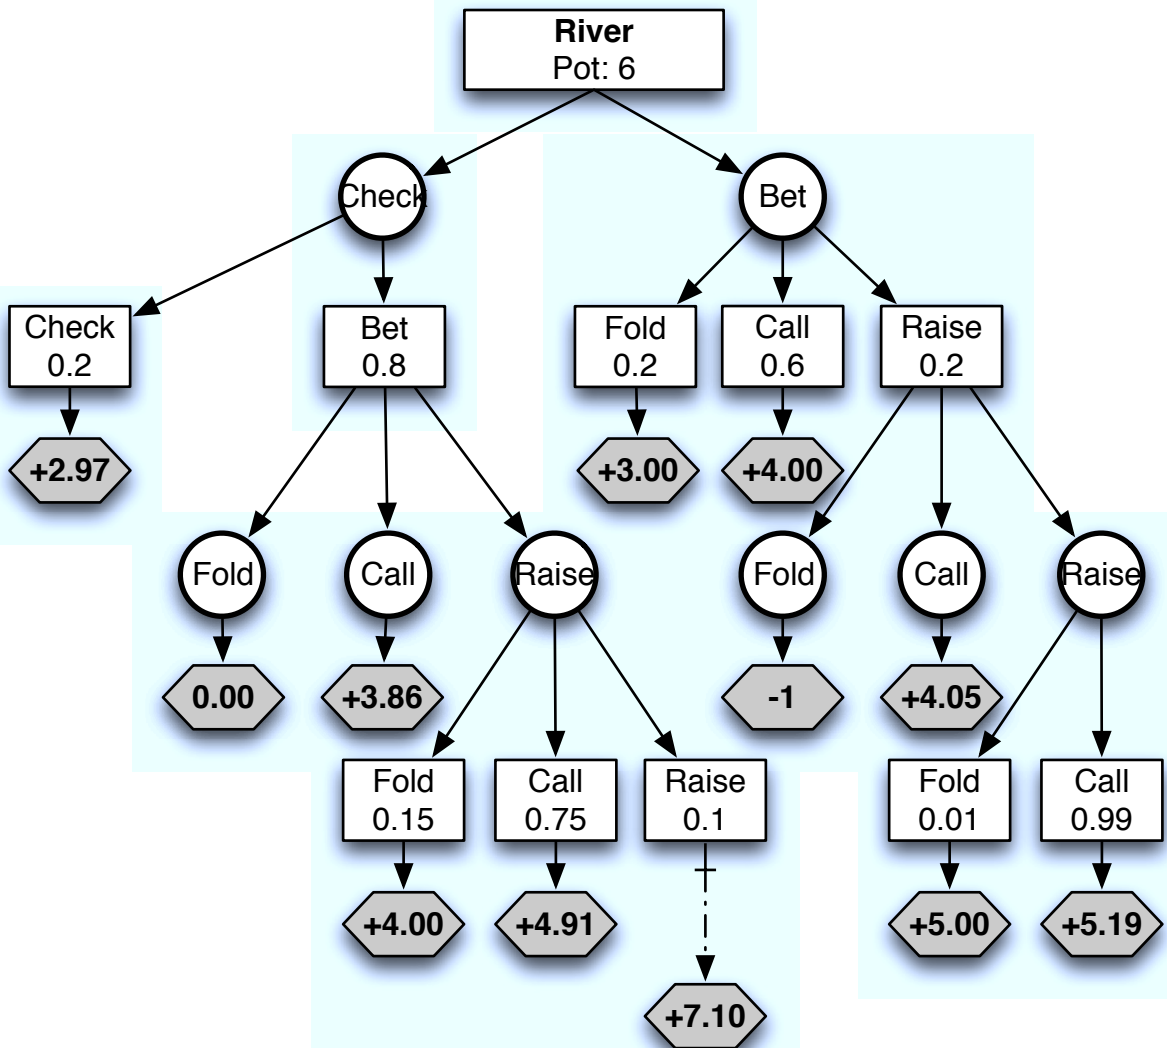 River
Pot: 6
Check
Bet
Check
0.2
Bet
0.8
Fold
0.2
Call
0.6
Raise
0.2
+2.97
+3.00
+4.00
Fold
Call
Raise
Fold
Call
Raise
0.00
+3.86
-1
+4.05
Fold
0.15
Call
0.75
Raise
0.1
Fold
0.01
Call
0.99
+4.00
+4.91
+5.00
+5.19
+7.10